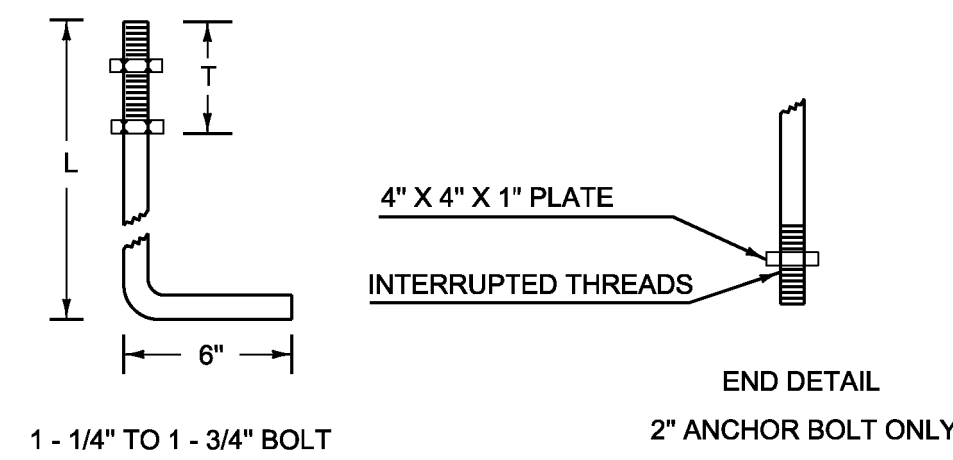 T
L
4" X 4" X 1" PLATE
INTERRUPTED THREADS
6"
END DETAIL
1 - 1/4" TO 1 - 3/4" BOLT
2" ANCHOR BOLT ONLY